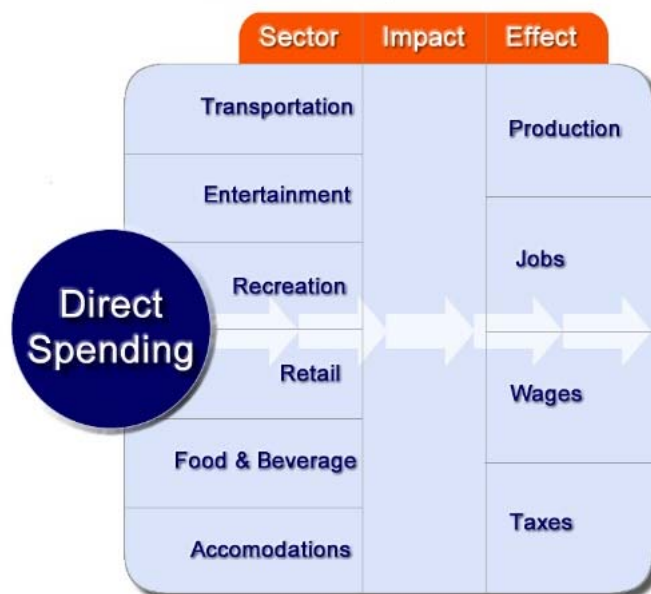 Sector Impact Effect
Transportation
Production
Entertainment
Jobs
Recreation
Direct
Spending
Retail
Wages
Food & Beverage
Taxes
Accomodations